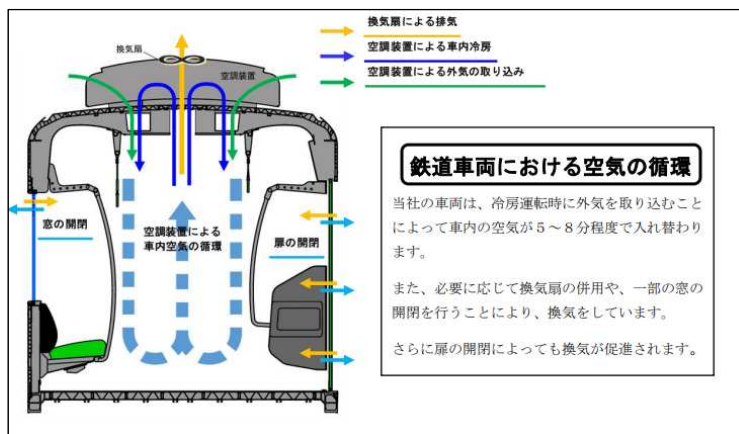 換気扇による排気
空調装置による車内冷房
空調装置による外気の取り込み
換気扇
空調装置
窓の開閉
空調装置による
車内空気の循環
扉の開閉
鉄道車両における空気の循環
当社の車両は、冷房運転時に外気を取り込むこと
によって車内の空気が５～８分程度で入れ替わり
ます。
また、必要に応じて換気扇の併用や、一部の窓の
開閉を行うことにより、換気をしています。
さらに扉の開閉によっても換気が促進されます。